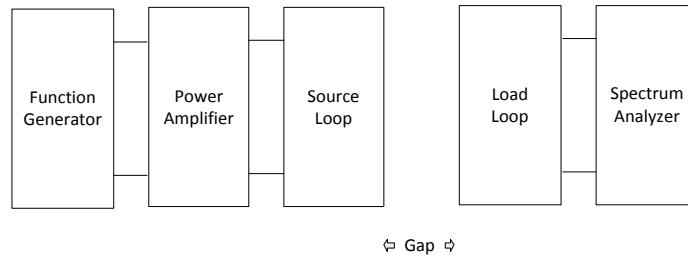 Function
Generator
Power
Amplifier
Source
Loop
Load
Loop
Spectrum
Analyzer
⇦ Gap ⇨